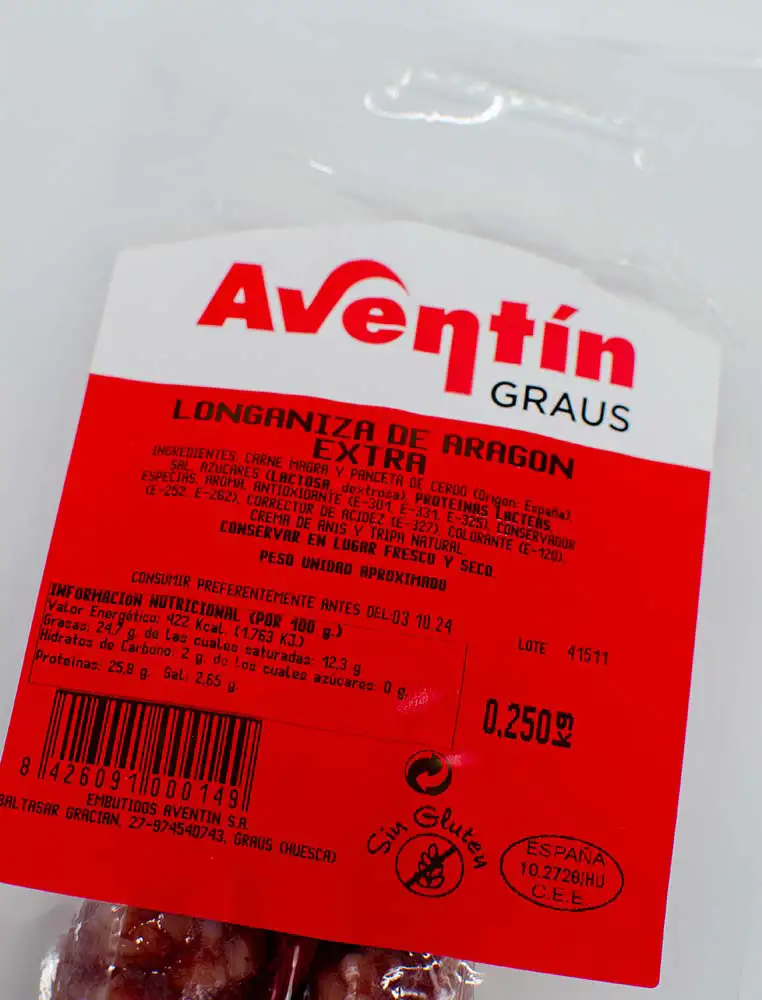 Aventín
GRAUS
LONGANIZA DE ARAGON
EXTRA
INGREDIENTES: CARNE MAGRA Y PANCETA DE CERDO (Origen: España),
SAL, AZUCARES (LACTOSA, dextrosa), PROTEINAS LACTEAS,
ESPECIAS, AROMA, ANTIOXIDANTE (E-301, E-331, E-325), CONSERVADOR
(E-252, E-262), CORRECTOR DE ACIDEZ (E-327), COLORANTE (E-120),
CREMA DE ANIS Y TRIPA NATURAL.
CONSERVAR EN LUGAR FRESCO Y SECO.
PESO UNIDAD APROXIMADO
CONSUMIR PREFERENTEMENTE ANTES DEL:03 10 24
LOTE 41511
INFORMACION NUTRICIONAL (POR 100 g.)
Valor Energético: 422 Kcal. (1.763 KJ.)
Grasas: 24,7 g. de las cuales saturadas: 12,3 g
Hidratos de Carbono: 2 g. de los cuales azúcares: 0 g.
Proteinas: 25,8 g. Sal: 2,65 g.
0.250 kg
8 426091 000149
EMBUTIDOS AVENTIN S.A.
BALTASAR GRACIAN, 27-974540743, GRAUS (HUESCA)
Sin Gluten
ESPAÑA
10.2728/HU
C.E.E.